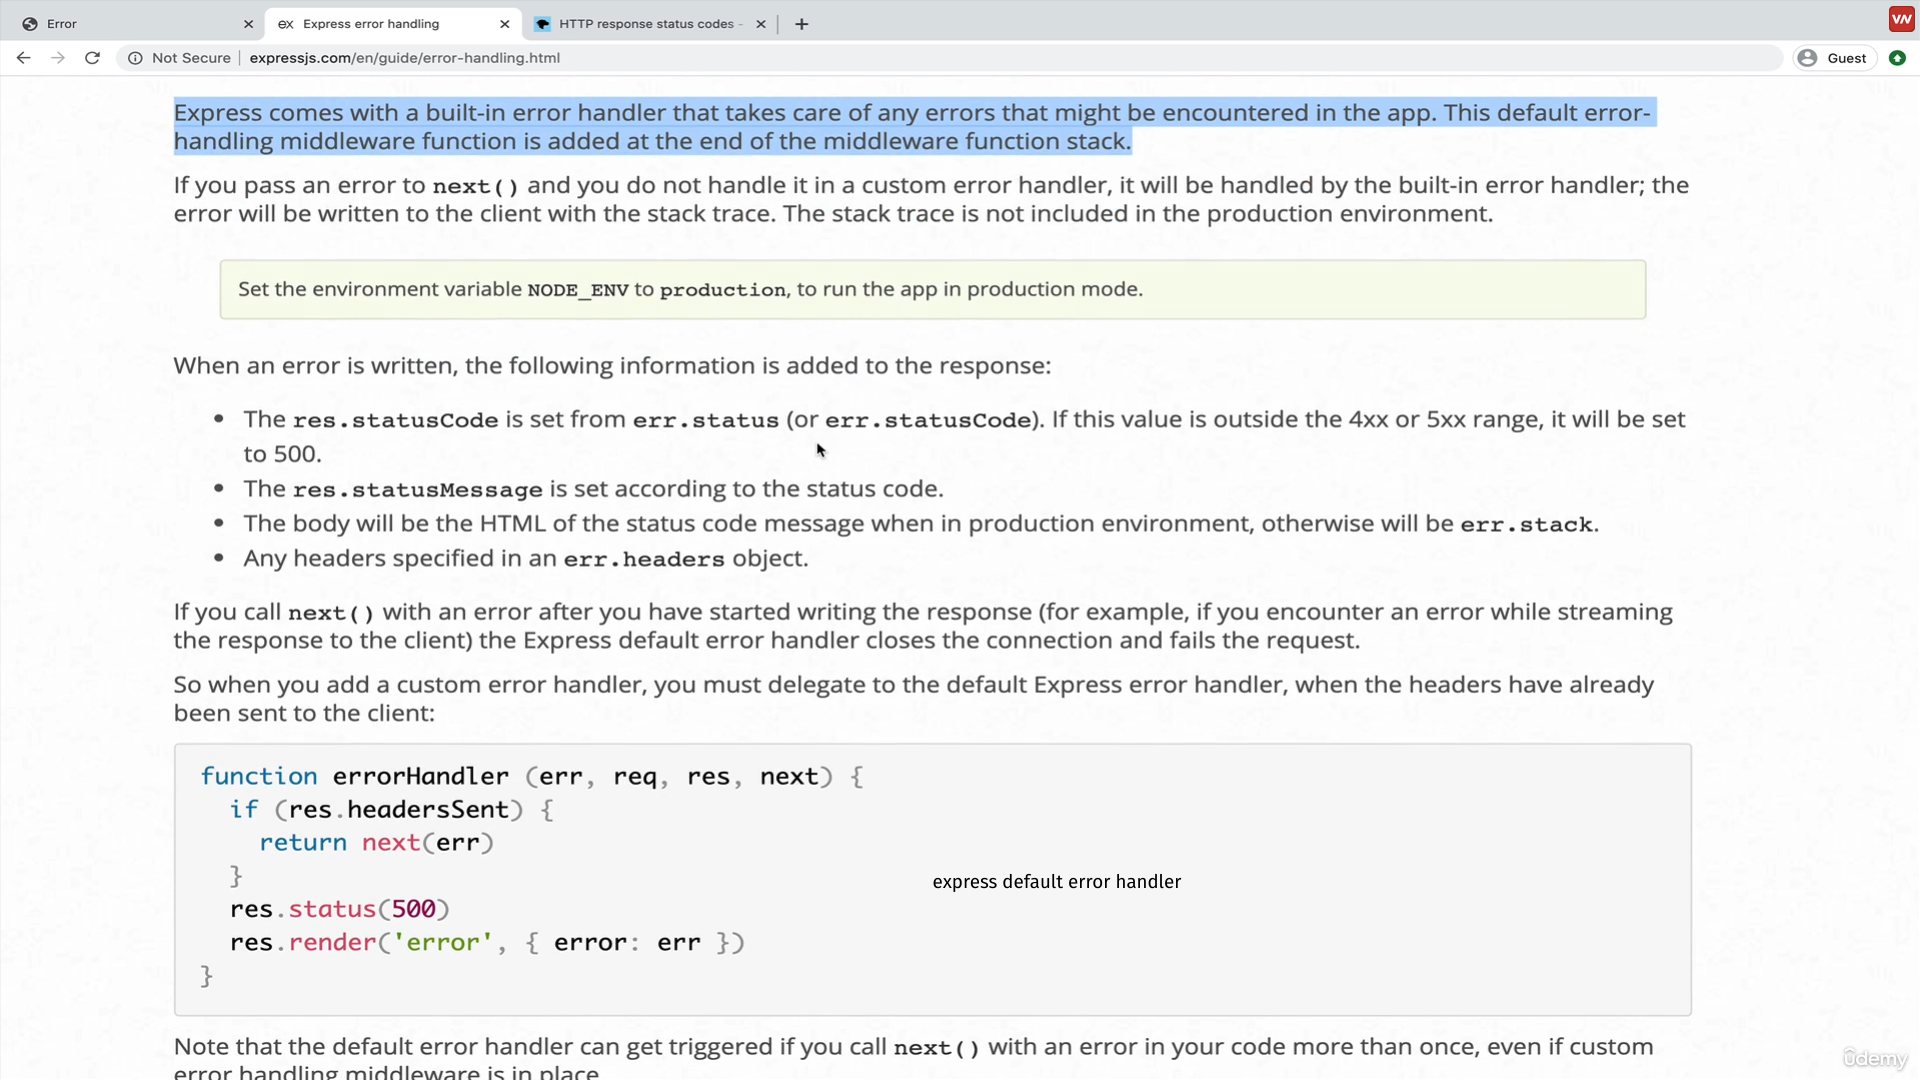 Error
ex Express error handling
HTTP response status codes -
VN
Not Secure expressjs.com/en/guide/error-handling.html Guest
Express comes with a built-in error handler that takes care of any errors that might be encountered in the app. This default error-
handling middleware function is added at the end of the middleware function stack.
If you pass an error to next() and you do not handle it in a custom error handler, it will be handled by the built-in error handler; the
error will be written to the client with the stack trace. The stack trace is not included in the production environment.
Set the environment variable NODE_ENV to production, to run the app in production mode.
When an error is written, the following information is added to the response:
• The res.statusCode is set from err.status (or err.statusCode). If this value is outside the 4xx or 5xx range, it will be set
to 500.
• The res.statusMessage is set according to the status code.
• The body will be the HTML of the status code message when in production environment, otherwise will be err.stack.
• Any headers specified in an err.headers object.
If you call next() with an error after you have started writing the response (for example, if you encounter an error while streaming
the response to the client) the Express default error handler closes the connection and fails the request.
So when you add a custom error handler, you must delegate to the default Express error handler, when the headers have already
been sent to the client:
function errorHandler (err, req, res, next) {
if (res.headersSent) {
return next(err)
}
res.status(500)
res.render('error', { error: err })
}
express default error handler
Note that the default error handler can get triggered if you call next() with an error in your code more than once, even if custom
error handling middleware is in place
ûdemy